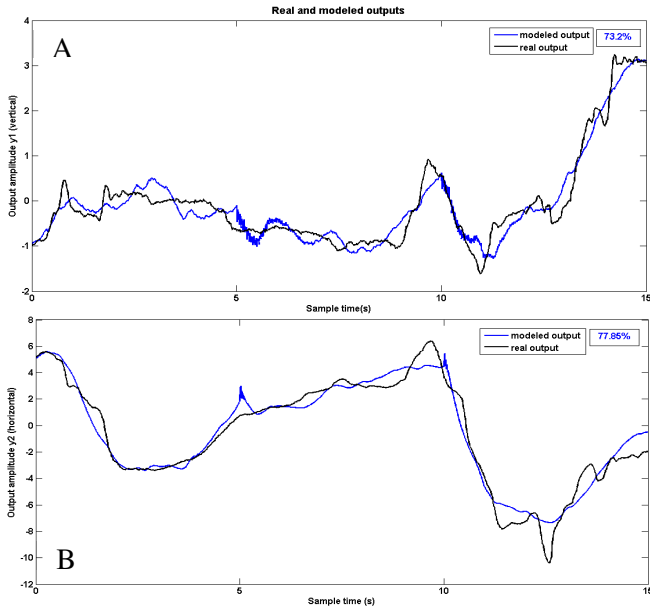 Real and modeled outputs
A
modeled output
real output
73.2%
Output amplitude y1 (vertical)
4
3
2
1
0
-1
-2
0
5
10
15
Sample time(s)
B
modeled output
real output
77.85%
Output amplitude y2 (horizontal)
8
6
4
2
0
-2
-4
-6
-8
-10
-12
0
5
10
15
Sample time (s)